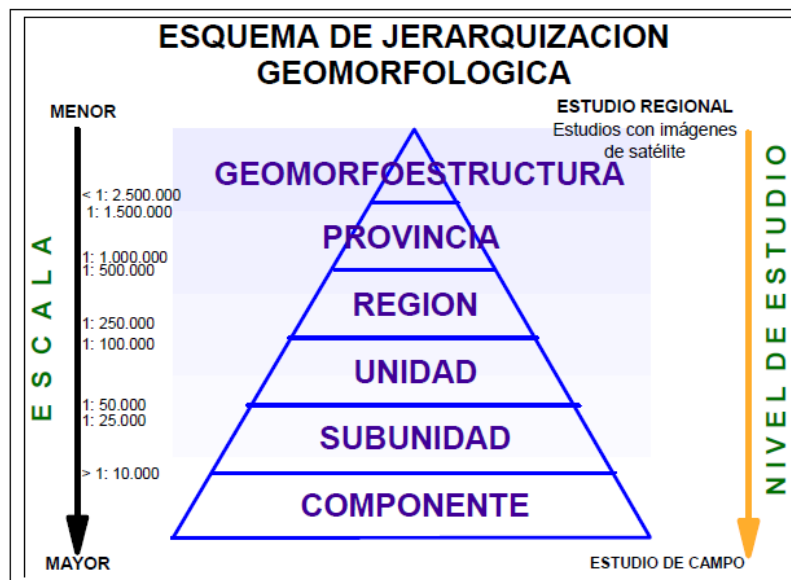 ESQUEMA DE JERARQUIZACION
GEOMORFOLOGICA
MENOR
ESTUDIO REGIONAL
Estudios con imágenes
de satélite
GEOMORFOESTRUCTURA
< 1: 2.500.000
1: 1.500.000
PROVINCIA
1: 1.000.000
1: 500.000
REGION
1: 250.000
1: 100.000
UNIDAD
1: 50.000
1: 25.000
SUBUNIDAD
> 1: 10.000
COMPONENTE
MAYOR
ESTUDIO DE CAMPO
ESCALA
NIVEL DE ESTUDIO